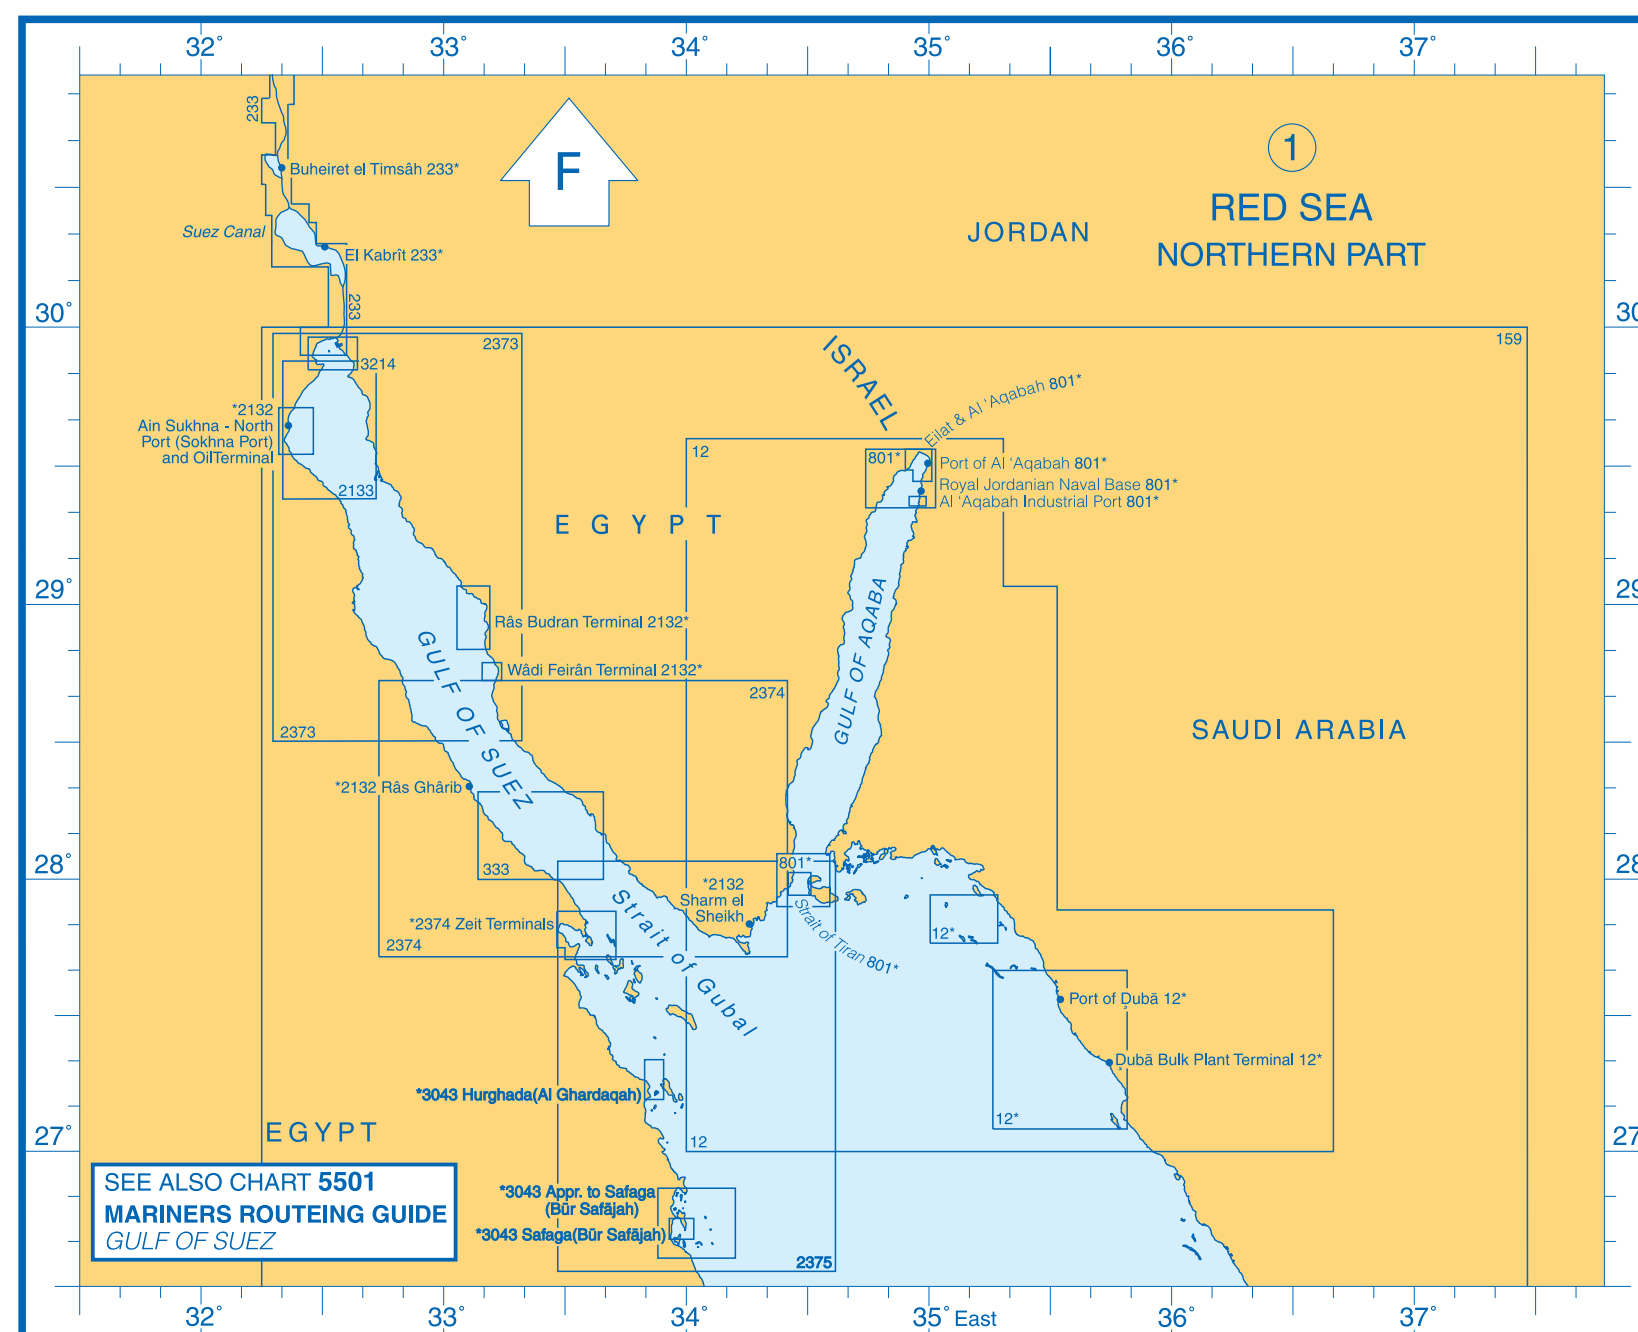 32° 33° 34° 35° 36° 37°
233
F
1
RED SEA
NORTHERN PART
Buheiret el Timsâh 233*
Suez Canal
JORDAN
El Kabrît 233*
233
30°
2373
159
3214
ISRAEL
*2132
Ain Sukhna - North
Port (Sokhna Port)
and OilTerminal
2133
12
Eilat & Al ‘Aqabah 801*
801*
Port of Al ‘Aqabah 801*
Royal Jordanian Naval Base 801*
Al ‘Aqabah Industrial Port 801*
EGYPT
29°
29
GULF OF AQABA
Râs Budran Terminal 2132*
GULF OF SUEZ
Wâdi Feirân Terminal 2132*
2374
2373
SAUDI ARABIA
*2132 Râs Ghârib
333
28°
28
801*
*2132
Sharm el
Sheikh
Strait of Tiran 801*
*2374 Zeit Terminals
2374
Strait of Gubal
12*
Port of Dubā 12*
Dubā Bulk Plant Terminal 12*
*3043 Hurghada(Al Ghardaqah)
12*
27°
27
EGYPT
12
SEE ALSO CHART 5501
MARINERS ROUTEING GUIDE
GULF OF SUEZ
*3043 Appr. to Safaga
(Būr Safājah)
*3043 Safaga(Būr Safājah)
2375
32° 33° 34° 35° East 36° 37°